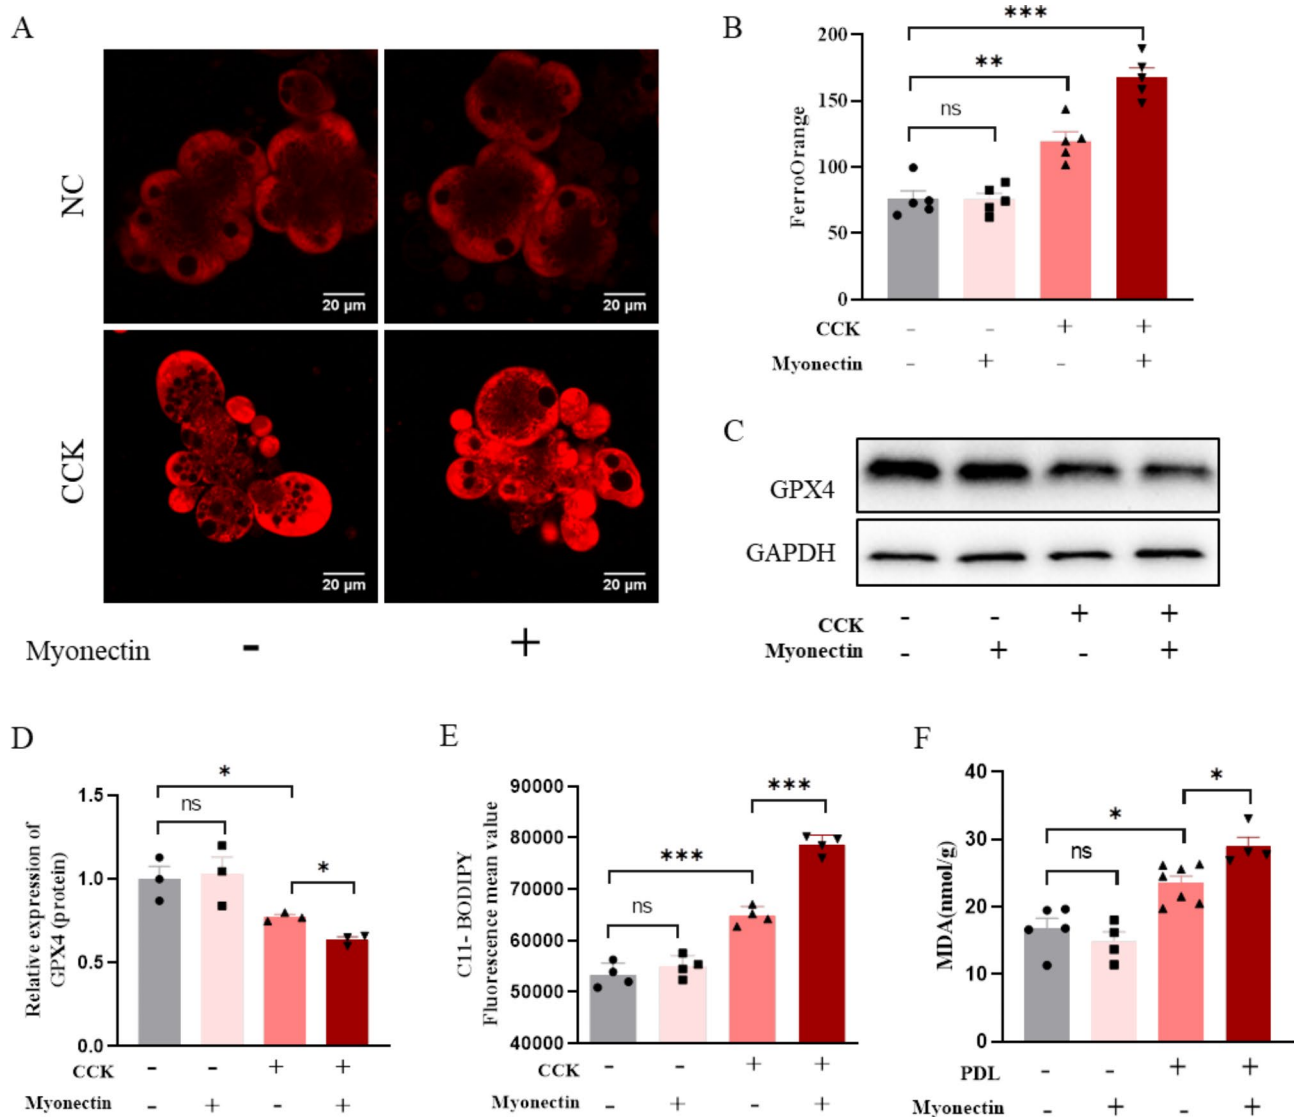 A
NC
20 µm
20 µm
CCK
20 µm
20 µm
Myonectin - +
B
***
**
ns
200
150
100
50
0
FerroOrange
CCK - - + +
Myonectin - + - +
C
GPX4
GAPDH
CCK - - + +
Myonectin - + - +
D
*
ns
*
1.5
1.0
0.5
0.0
Relative expression of
GPX4 (protein)
CCK - - + +
Myonectin - + - +
E
***
***
ns
90000
80000
70000
60000
50000
40000
C11- BODIPY
Fluorescence mean value
CCK - - + +
Myonectin - + - +
F
*
*
ns
40
30
20
10
0
MDA(nmol/g)
PDL - - + +
Myonectin - + - +